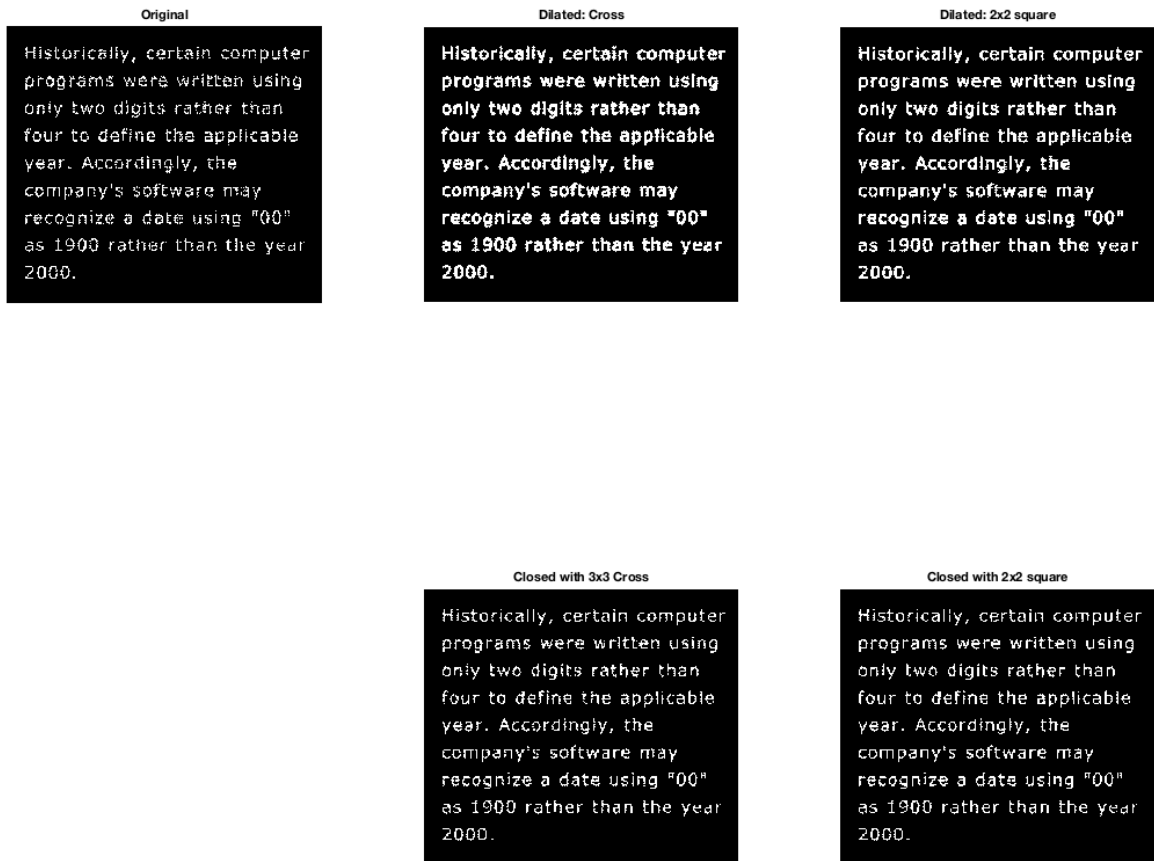 Original
Historically, certain computer
programs were written using
only two digits rather than
four to define the applicable
year. Accordingly, the
company's software may
recognize a date using "00"
as 1900 rather than the year
2000.
Dilated: Cross
Historically, certain computer
programs were written using
only two digits rather than
four to define the applicable
year. Accordingly, the
company's software may
recognize a date using "00"
as 1900 rather than the year
2000.
Dilated: 2x2 square
Historically, certain computer
programs were written using
only two digits rather than
four to define the applicable
year. Accordingly, the
company's software may
recognize a date using "00"
as 1900 rather than the year
2000.
Closed with 3x3 Cross
Historically, certain computer
programs were written using
only two digits rather than
four to define the applicable
year. Accordingly, the
company's software may
recognize a date using "00"
as 1900 rather than the year
2000.
Closed with 2x2 square
Historically, certain computer
programs were written using
only two digits rather than
four to define the applicable
year. Accordingly, the
company's software may
recognize a date using "00"
as 1900 rather than the year
2000.